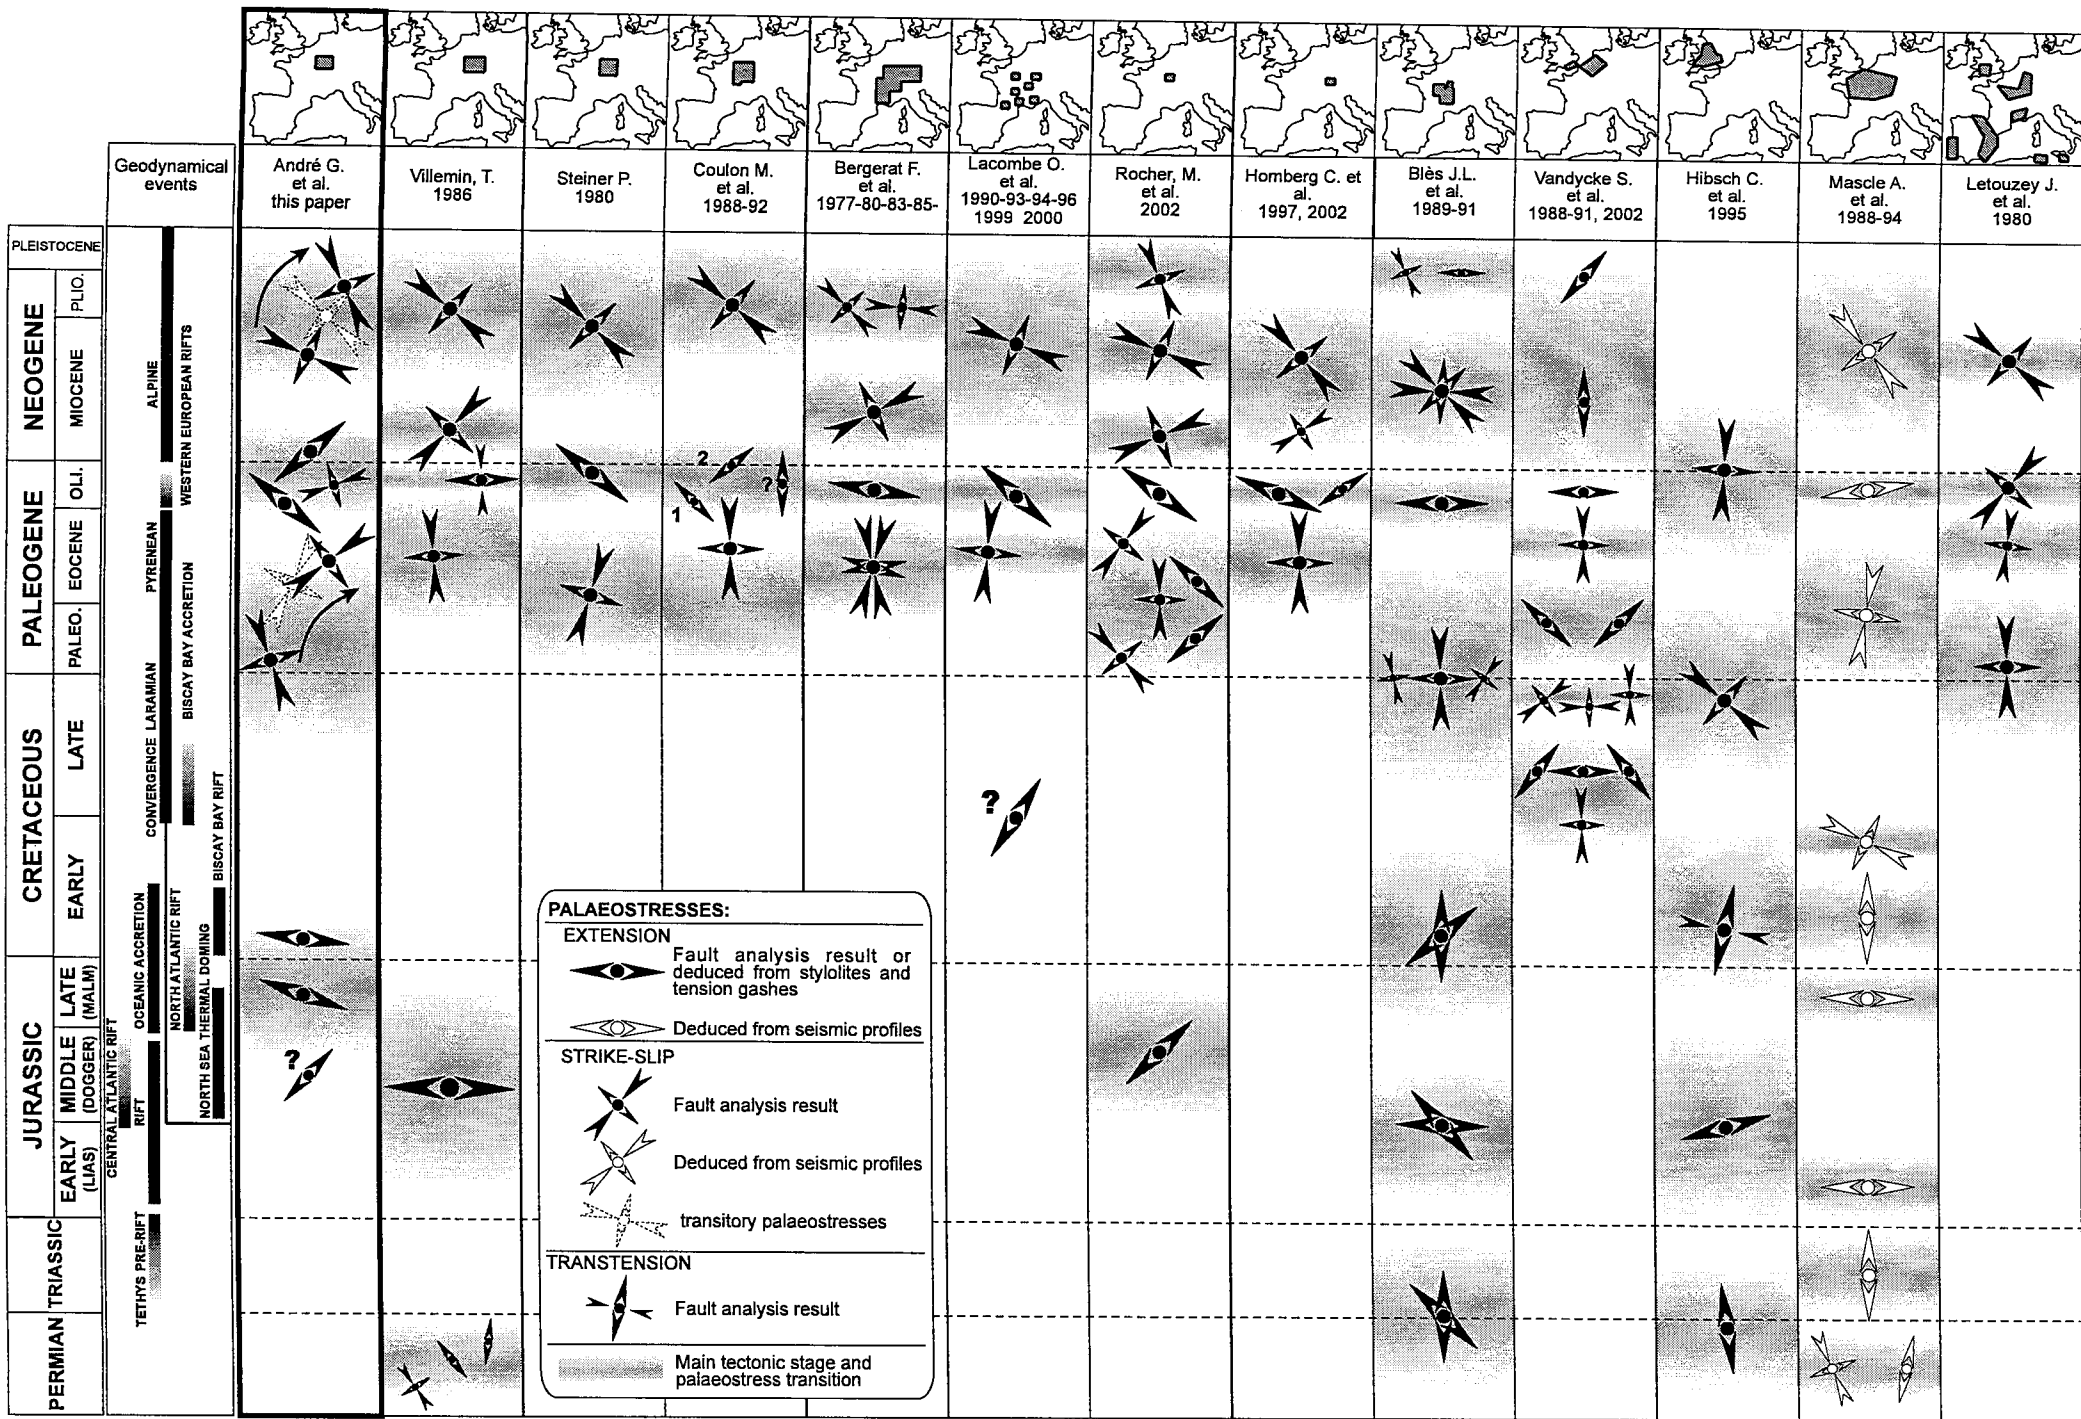 Geodynamical
events
André G.
et al.
this paper
Villemin, T.
1986
Steiner P.
1980
Coulon M.
et al.
1988-92
Bergerat F.
et al.
1977-80-83-85-
Lacombe O.
et al.
1990-93-94-96
1999 2000
Rocher, M.
et al.
2002
Homberg C. et
al.
1997, 2002
Blès J.L.
et al.
1989-91
Vandycke S.
et al.
1988-91, 2002
Hibsch C.
et al.
1995
Mascle A.
et al.
1988-94
Letouzey J.
et al.
1980
PLEISTOCENE
NEOGENE
PLIO.
MIOCENE
PALEOGENE
OLI.
EOCENE
PALEO.
CRETACEOUS
LATE
EARLY
JURASSIC
LATE
(MALM)
MIDDLE
(DOGGER)
EARLY
(LIAS)
TRIASSIC
PERMIAN
ALPINE
WESTERN EUROPEAN RIFTS
PYRENEAN
BISCAY BAY ACCRETION
LARAMIAN
CONVERGENCE
BISCAY BAY RIFT
OCEANIC ACCRETION
NORTH ATLANTIC RIFT
NORTH SEA THERMAL DOMING
CENTRAL ATLANTIC RIFT
RIFT
TETHYS PRE-RIFT
2
?
1
?
?
PALAEOSTRESSES:
EXTENSION
Fault analysis result or
deduced from stylolites and
tension gashes
Deduced from seismic profiles
STRIKE-SLIP
Fault analysis result
Deduced from seismic profiles
transitory palaeostresses
TRANSTENSION
Fault analysis result
Main tectonic stage and
palaeostress transition